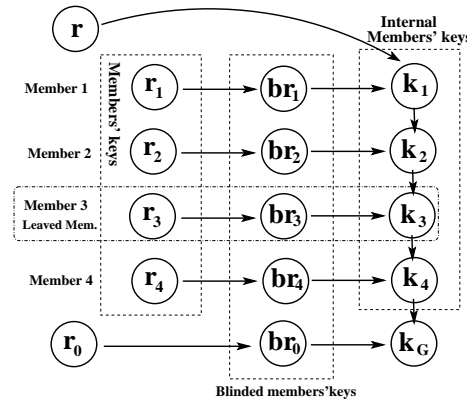 r
Internal
Members' keys
Member 1
Members' keys
r1
br1
k1
Member 2
r2
br2
k2
Member 3
Leaved Mem.
r3
br3
k3
Member 4
r4
br4
k4
r0
br0
kG
Blinded members'keys